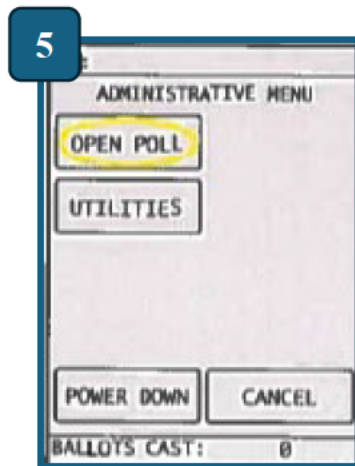 5
ADMINISTRATIVE MENU
OPEN POLL
UTILITIES
POWER DOWN CANCEL
BALLOTS CAST: 0